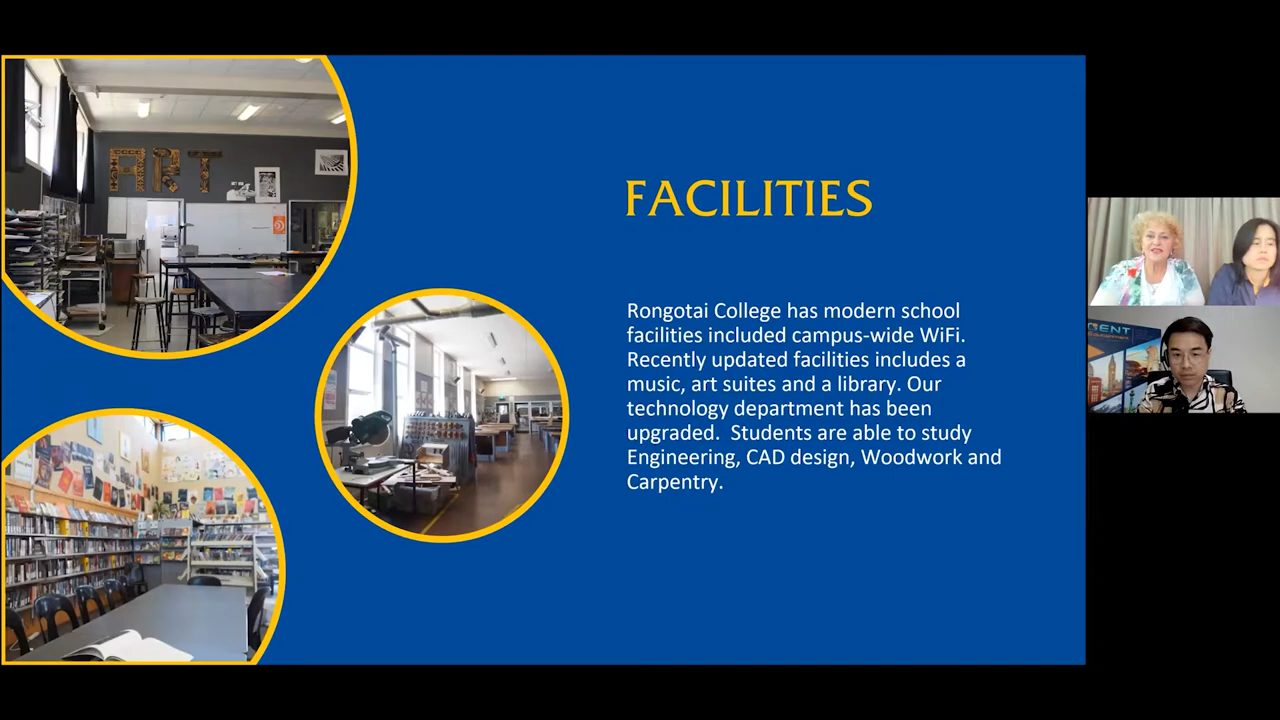 ART
FACILITIES
Rongotai College has modern school
facilities included campus-wide WiFi.
Recently updated facilities includes a
music, art suites and a library. Our
technology department has been
upgraded.  Students are able to study
Engineering, CAD design, Woodwork and
Carpentry.